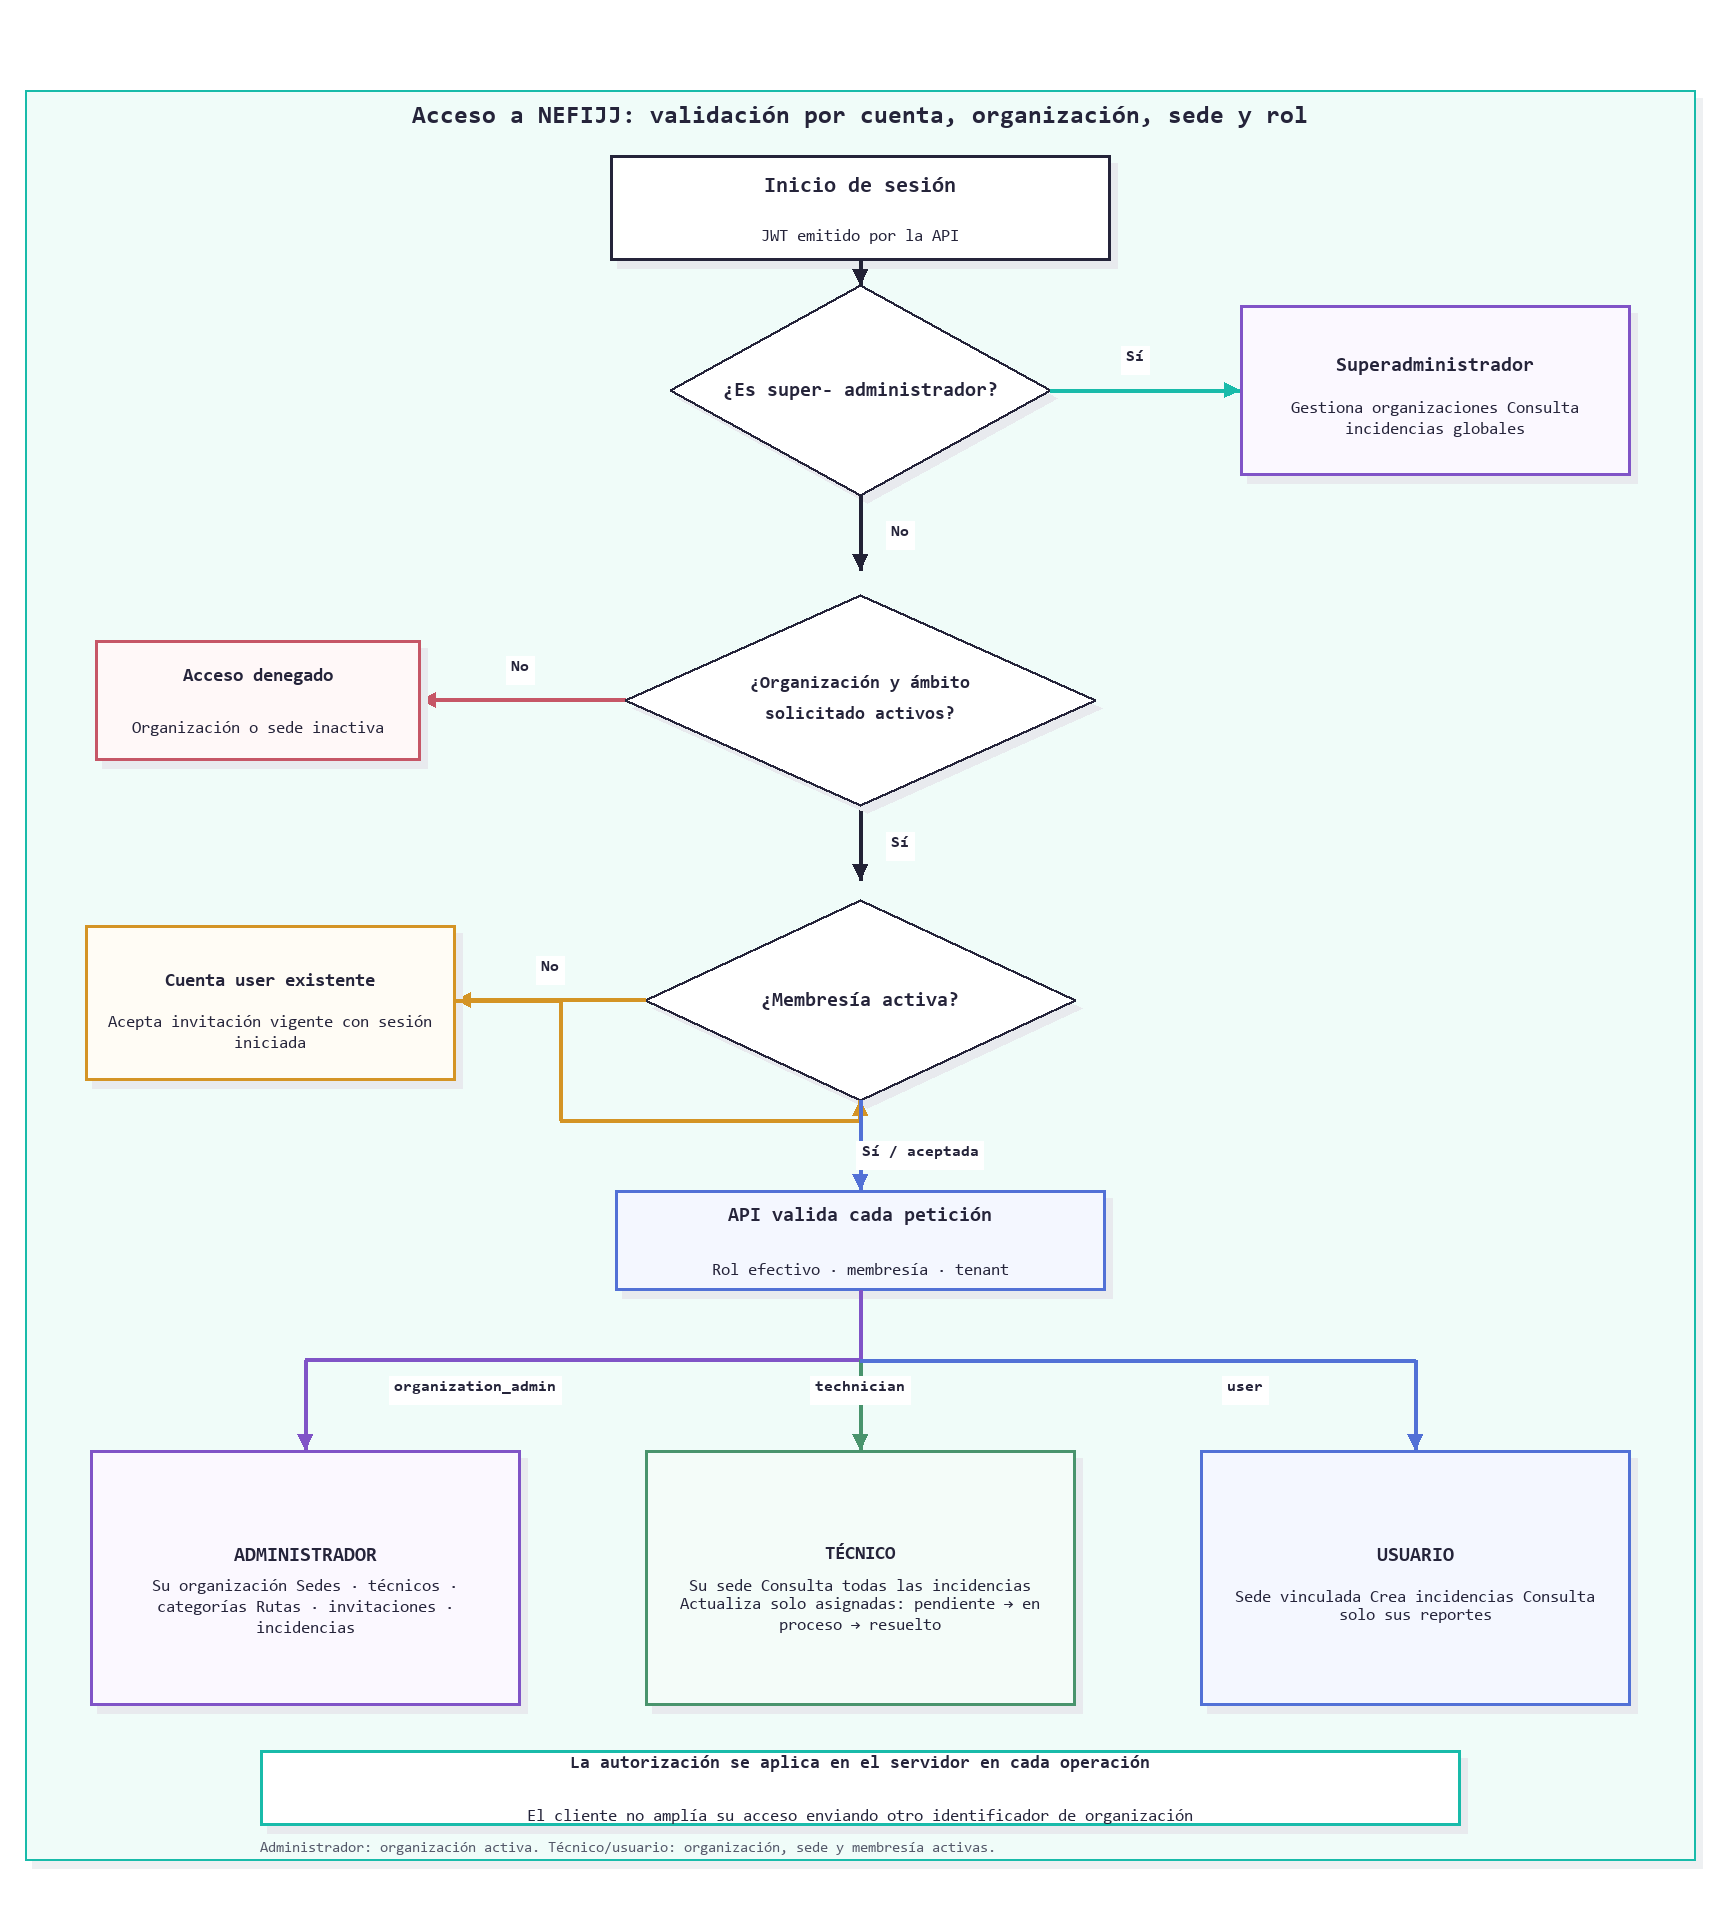 Acceso a NEFIJJ: validación por cuenta, organización, sede y rol
Inicio de sesión
JWT emitido por la API
¿Es super- administrador?
Sí
Superadministrador
Gestiona organizaciones Consulta
incidencias globales
No
¿Organización y ámbito
solicitado activos?
No
Acceso denegado
Organización o sede inactiva
Sí
¿Membresía activa?
No
Cuenta user existente
Acepta invitación vigente con sesión
iniciada
Sí / aceptada
API valida cada petición
Rol efectivo · membresía · tenant
organization_admin
technician
user
ADMINISTRADOR
Su organización Sedes · técnicos ·
categorías Rutas · invitaciones ·
incidencias
TÉCNICO
Su sede Consulta todas las incidencias
Actualiza solo asignadas: pendiente → en
proceso → resuelto
USUARIO
Sede vinculada Crea incidencias Consulta
solo sus reportes
La autorización se aplica en el servidor en cada operación
El cliente no amplía su acceso enviando otro identificador de organización
Administrador: organización activa. Técnico/usuario: organización, sede y membresía activas.